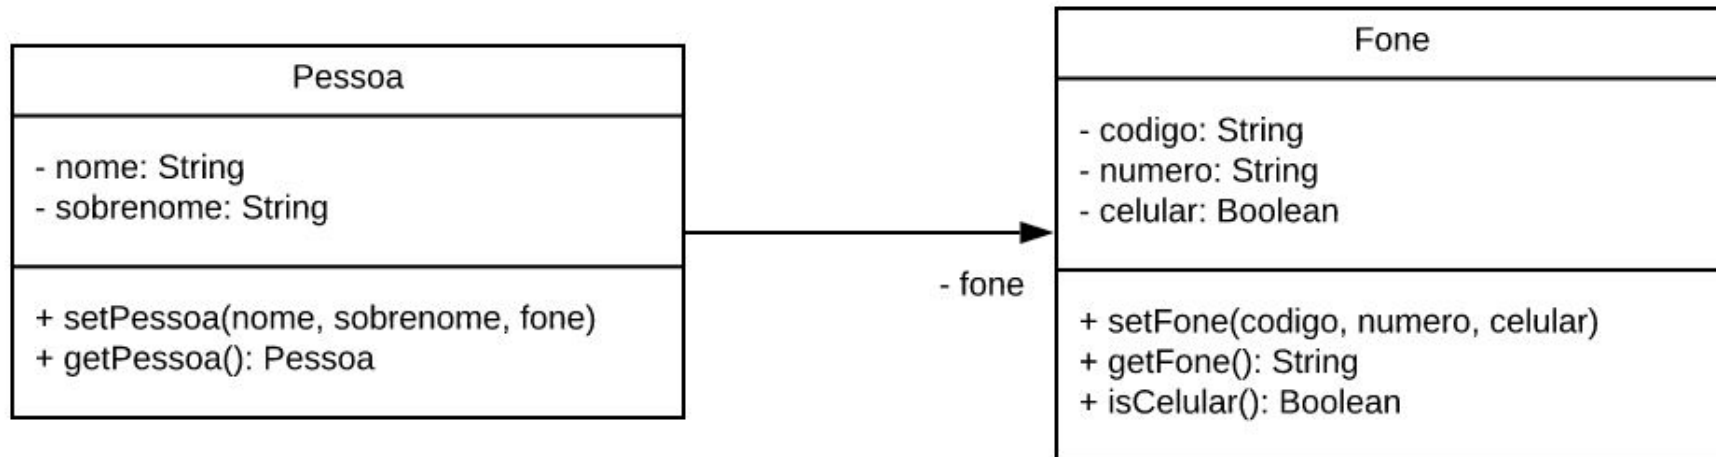 Pessoa
- nome: String
- sobrenome: String
+ setPessoa(nome, sobrenome, fone)
+ getPessoa(): Pessoa
- fone
Fone
- codigo: String
- numero: String
- celular: Boolean
+ setFone(codigo, numero, celular)
+ getFone(): String
+ isCelular(): Boolean